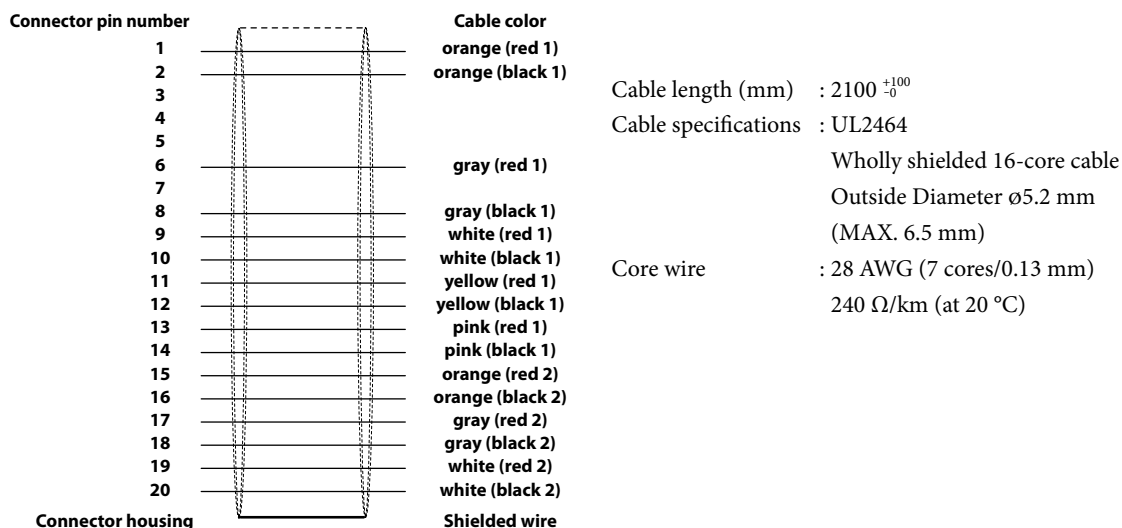 Connector pin number Cable color
1 orange (red 1)
2 orange (black 1)
3
4
5
6 gray (red 1)
7
8 gray (black 1)
9 white (red 1)
10 white (black 1)
11 yellow (red 1)
12 yellow (black 1)
13 pink (red 1)
14 pink (black 1)
15 orange (red 2)
16 orange (black 2)
17 gray (red 2)
18 gray (black 2)
19 white (red 2)
20 white (black 2)
Connector housing Shielded wire
Cable length (mm) : 2100 +100 -0
Cable specifications : UL2464
Wholly shielded 16-core cable
Outside Diameter ø5.2 mm
(MAX. 6.5 mm)
Core wire : 28 AWG (7 cores/0.13 mm)
240 Ω/km (at 20 °C)